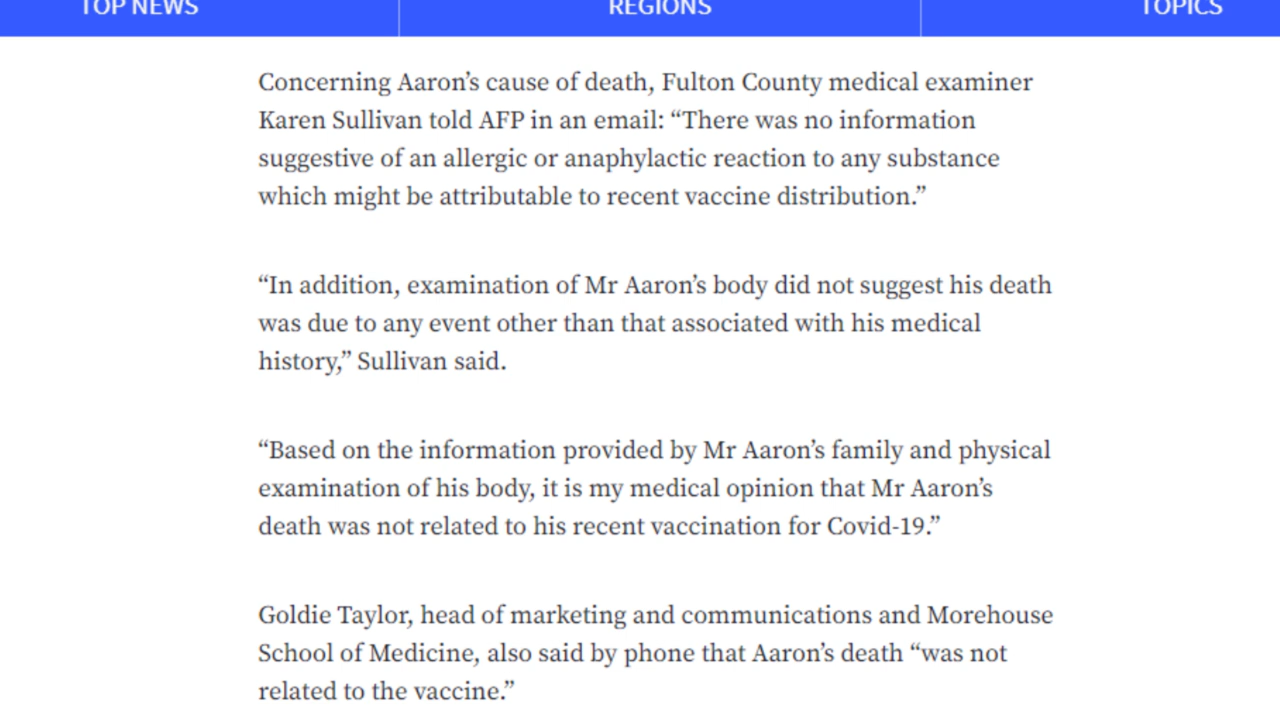 TOP NEWS
REGIONS
TOPICS
Concerning Aaron’s cause of death, Fulton County medical examiner
Karen Sullivan told AFP in an email: “There was no information
suggestive of an allergic or anaphylactic reaction to any substance
which might be attributable to recent vaccine distribution.”
“In addition, examination of Mr Aaron’s body did not suggest his death
was due to any event other than that associated with his medical
history,” Sullivan said.
“Based on the information provided by Mr Aaron’s family and physical
examination of his body, it is my medical opinion that Mr Aaron’s
death was not related to his recent vaccination for Covid-19.”
Goldie Taylor, head of marketing and communications and Morehouse
School of Medicine, also said by phone that Aaron’s death “was not
related to the vaccine.”